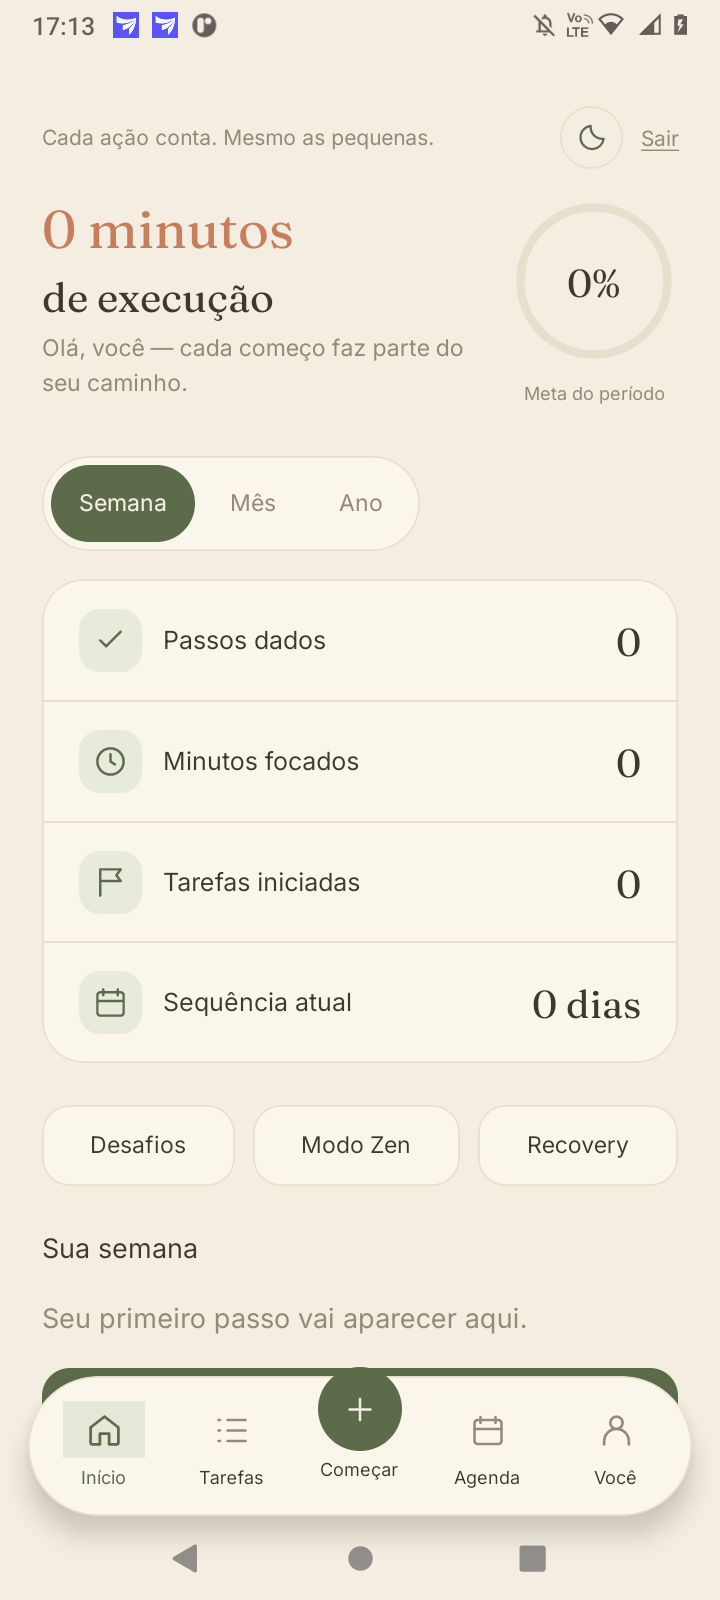 17:13
Vo
LTE
Cada ação conta. Mesmo as pequenas.
Sair
0 minutos
de execução
Olá, você — cada começo faz parte do
seu caminho.
0%
Meta do período
Semana
Mês
Ano
Passos dados
0
Minutos focados
0
Tarefas iniciadas
0
Sequência atual
0 dias
Desafios
Modo Zen
Recovery
Sua semana
Seu primeiro passo vai aparecer aqui.
Início
Tarefas
Começar
Agenda
Você